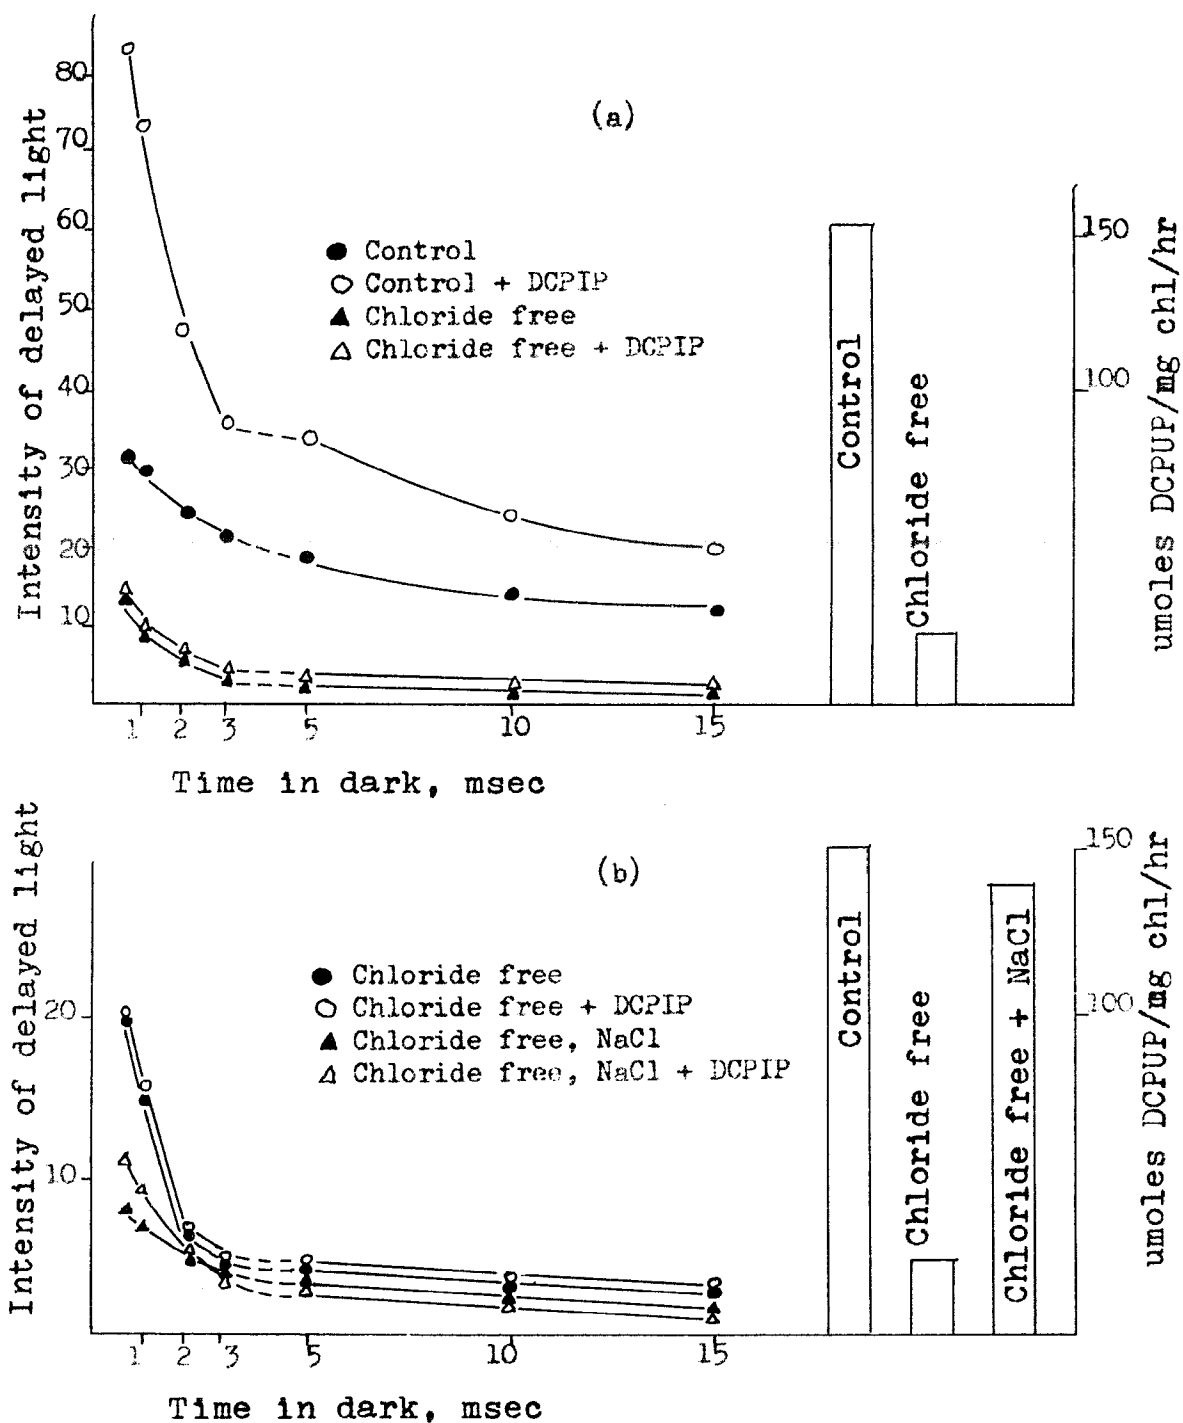 (a)
Intensity of delayed light
80
70
60
50
40
30
20
10
Control
Control + DCPIP
Chloride free
Chloride free + DCPIP
1 2 3 5 10 15
Time in dark, msec
Control
Chloride free
150
100
umoles DCPUP/mg chl/hr
(b)
Intensity of delayed light
20
10
Chloride free
Chloride free + DCPIP
Chloride free, NaCl
Chloride free, NaCl + DCPIP
1 2 3 5 10 15
Time in dark, msec
Control
Chloride free
Chloride free + NaCl
150
100
umoles DCPUP/mg chl/hr